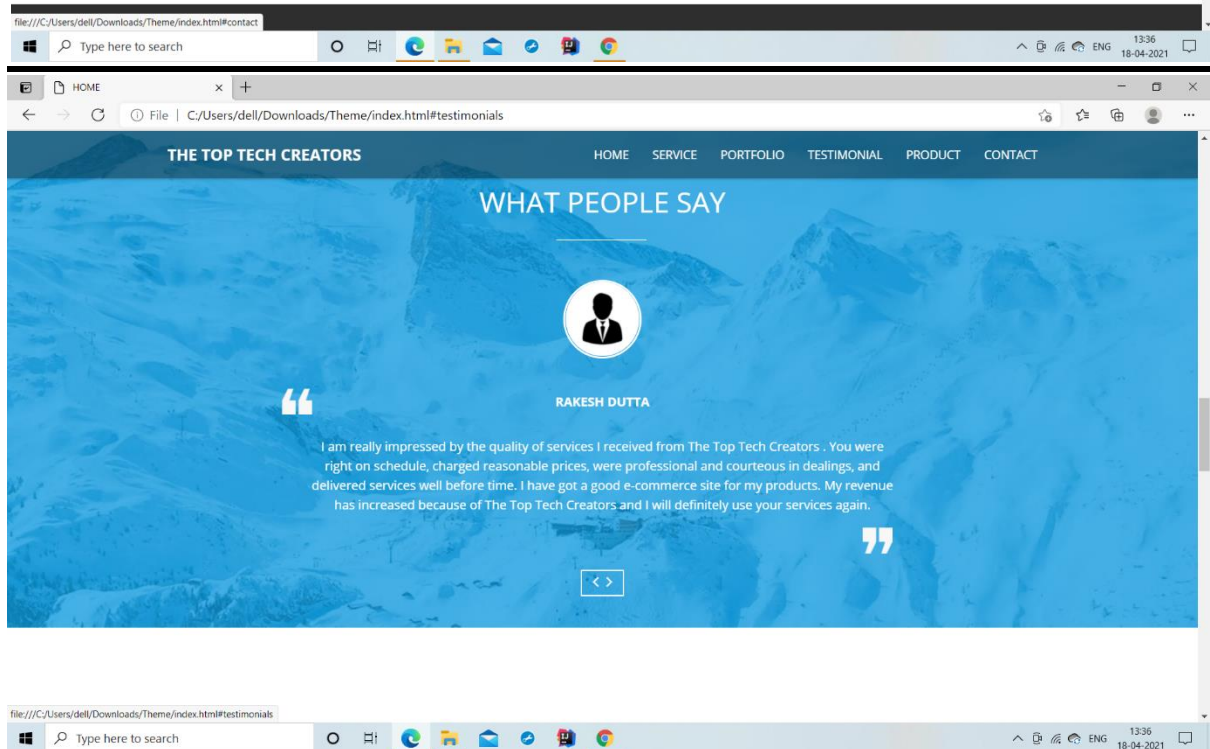 file:///C:/Users/dell/Downloads/Theme/index.html#contact
Type here to search
ENG
13:36
18-04-2021
HOME
File | C:/Users/dell/Downloads/Theme/index.html#testimonials
THE TOP TECH CREATORS
HOME SERVICE PORTFOLIO TESTIMONIAL PRODUCT CONTACT
WHAT PEOPLE SAY
RAKESH DUTTA
I am really impressed by the quality of services I received from The Top Tech Creators . You were
right on schedule, charged reasonable prices, were professional and courteous in dealings, and
delivered services well before time. I have got a good e-commerce site for my products. My revenue
has increased because of The Top Tech Creators and I will definitely use your services again.
file:///C:/Users/dell/Downloads/Theme/index.html#testimonials
Type here to search
ENG
13:36
18-04-2021